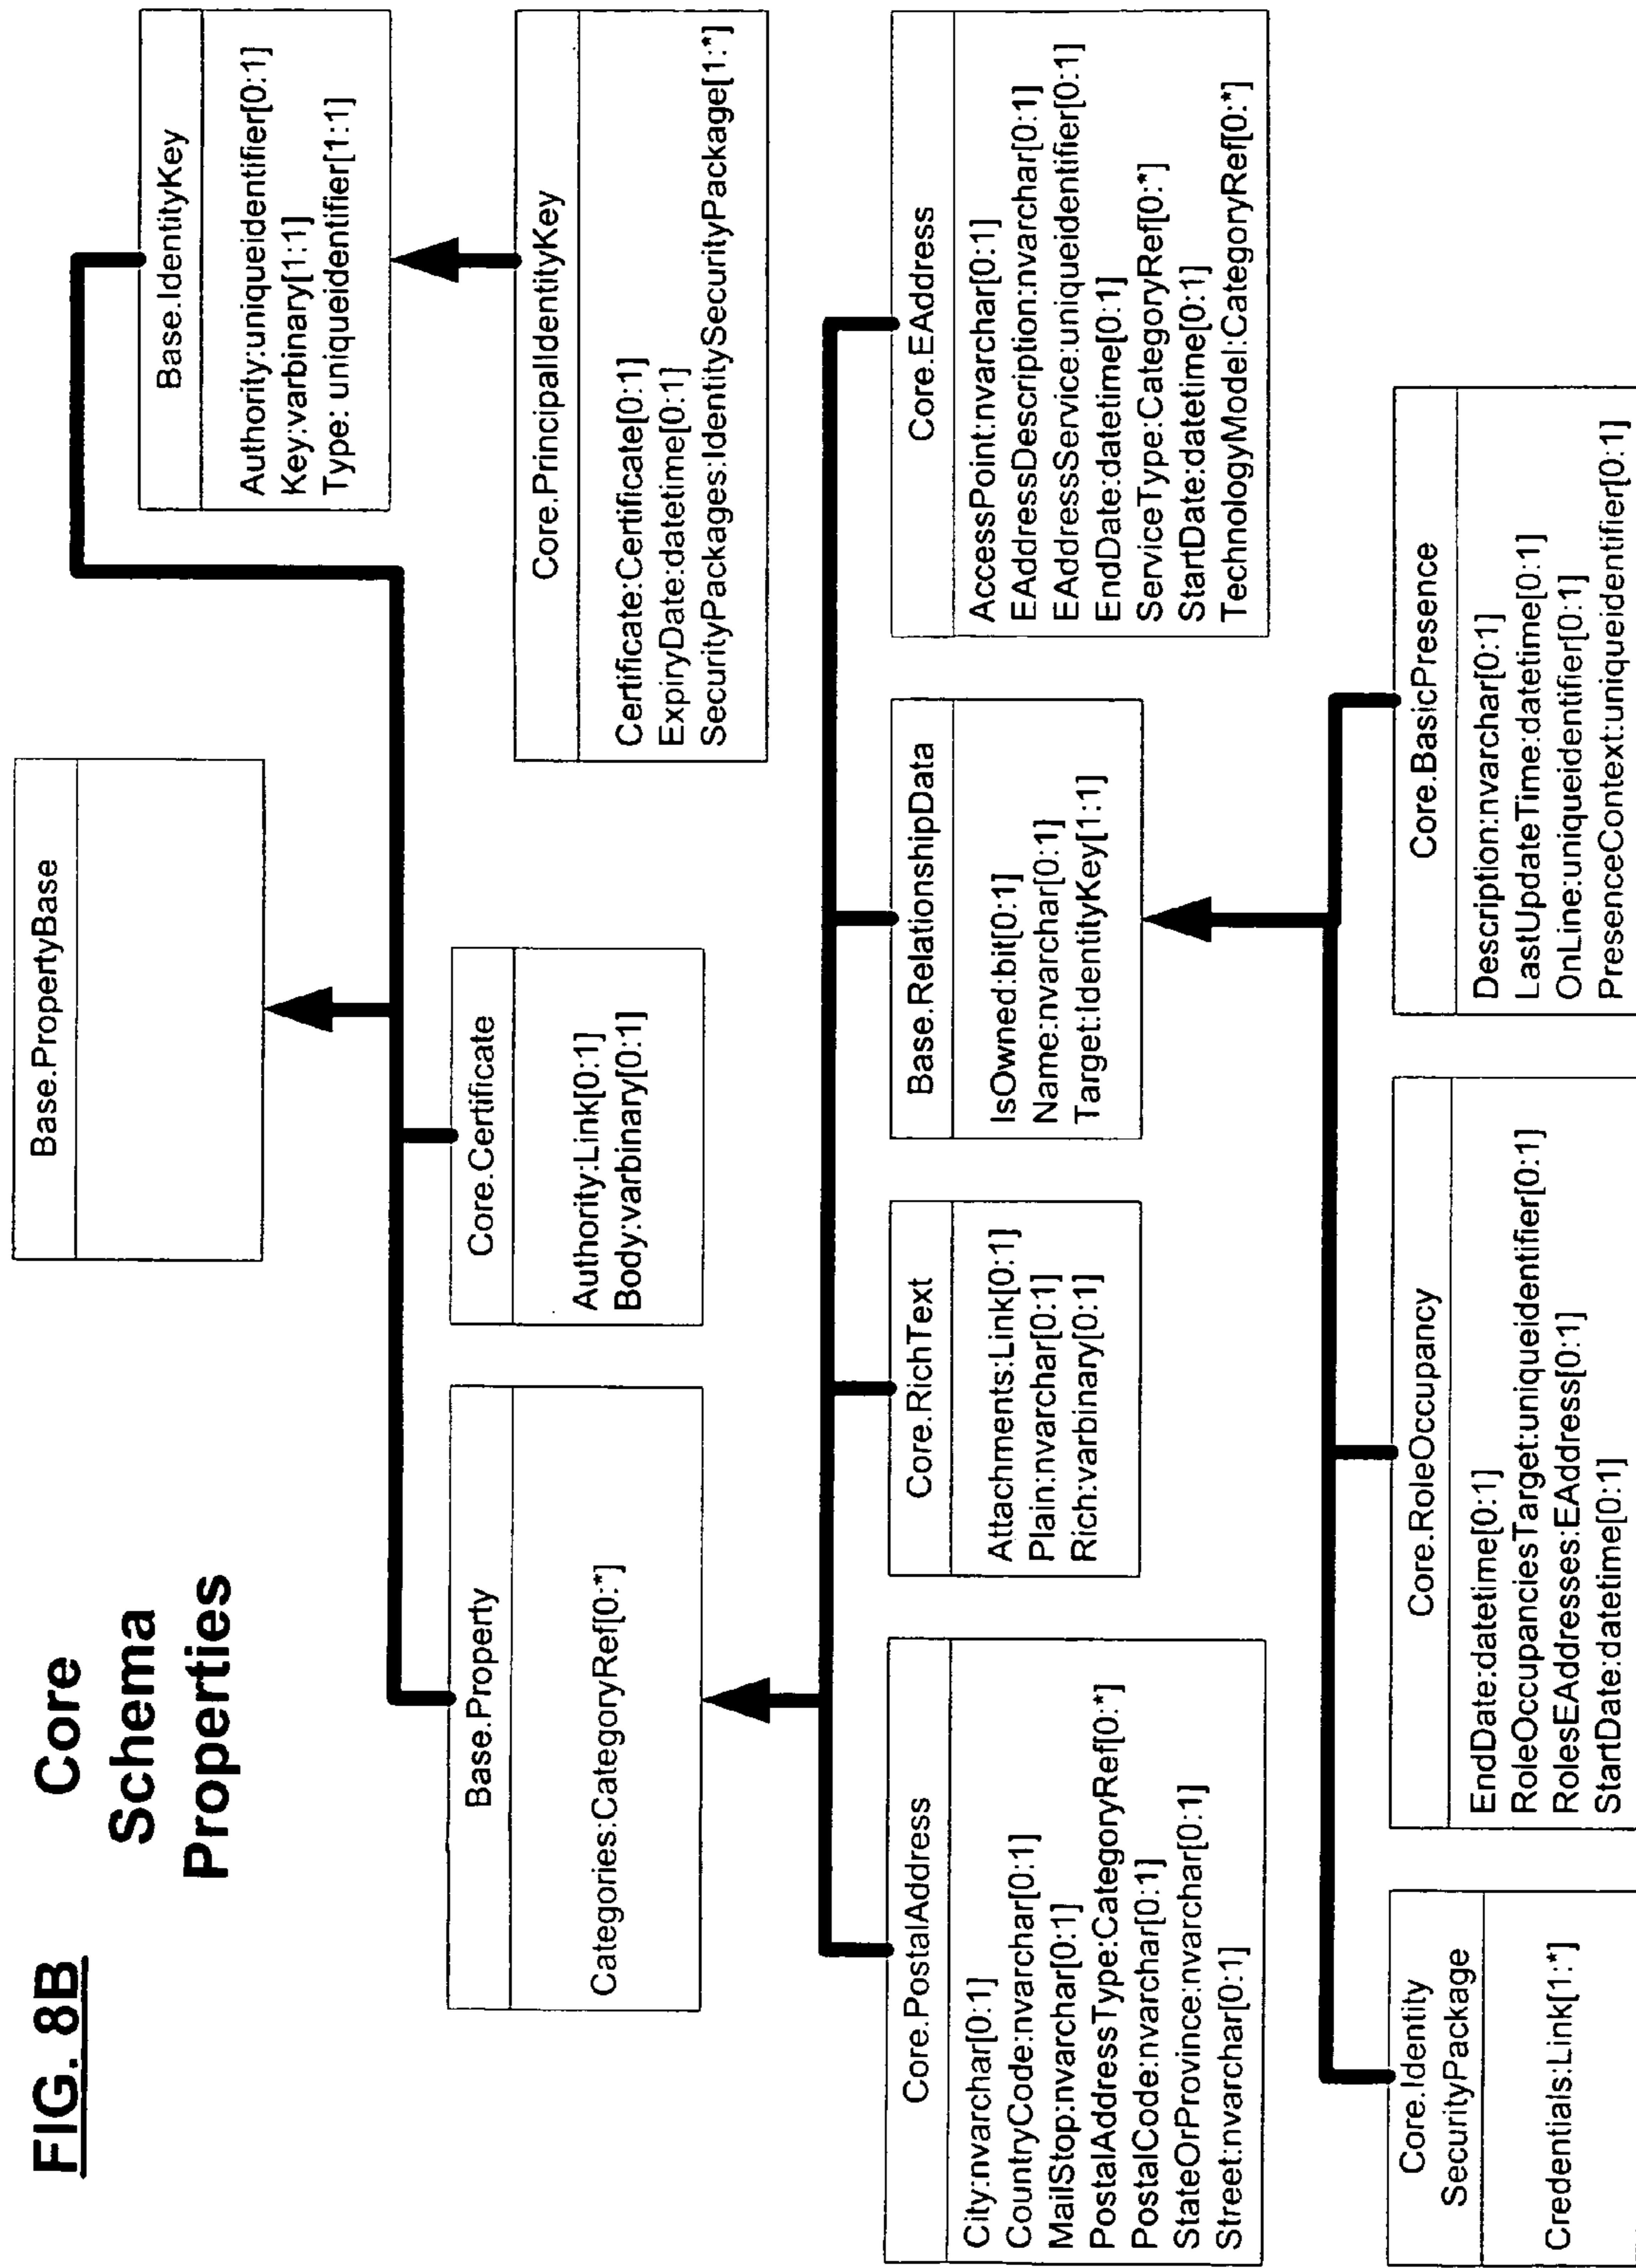 FIG. 8B
Core
Schema
Properties
Base.PropertyBase
Base.IdentityKey
Authority:uniqueidentifier[0:1]
Key:varbinary[1:1]
Type: uniqueidentifier[1:1]
Base.Property
Categories:CategoryRef[0:*]
Core.Certificate
Authority:Link[0:1]
Body:varbinary[0:1]
Core.PrincipalIdentityKey
Certificate:Certificate[0:1]
ExpiryDate:datetime[0:1]
SecurityPackages:IdentitySecurityPackage[1:*]
Core.PostalAddress
City:nvarchar[0:1]
CountryCode:nvarchar[0:1]
MailStop:nvarchar[0:1]
PostalAddressType:CategoryRef[0:*]
PostalCode:nvarchar[0:1]
StateOrProvince:nvarchar[0:1]
Street:nvarchar[0:1]
Core.RichText
Attachments:Link[0:1]
Plain:nvarchar[0:1]
Rich:varbinary[0:1]
Base.RelationshipData
IsOwned:bit[0:1]
Name:nvarchar[0:1]
Target:IdentityKey[1:1]
Core.EAddress
AccessPoint:nvarchar[0:1]
EAddressDescription:nvarchar[0:1]
EAddressService:uniqueidentifier[0:1]
EndDate:datetime[0:1]
ServiceType:CategoryRef[0:*]
StartDate:datetime[0:1]
TechnologyModel:CategoryRef[0:*]
Core.Identity
SecurityPackage
Credentials:Link[1:*]
Core.RoleOccupancy
EndDate:datetime[0:1]
RoleOccupanciesTarget:uniqueidentifier[0:1]
RolesEAddresses:EAddress[0:1]
StartDate:datetime[0:1]
Core.BasicPresence
Description:nvarchar[0:1]
LastUpdateTime:datetime[0:1]
OnLine:uniqueidentifier[0:1]
PresenceContext:uniqueidentifier[0:1]